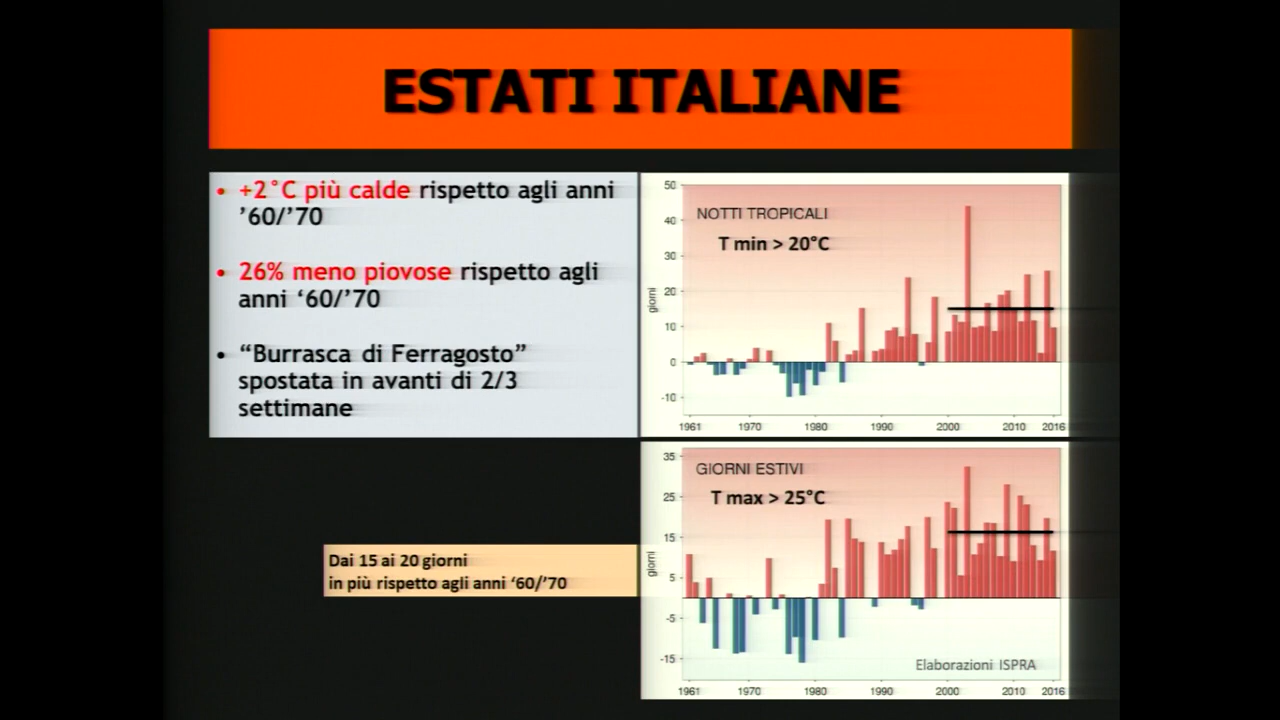 ESTATI ITALIANE
• +2°C più calde rispetto agli anni
’60/’70
• 26% meno piovose rispetto agli
anni ‘60/’70
• “Burrasca di Ferragosto”
spostata in avanti di 2/3
settimane
NOTTI TROPICALI
T min > 20°C
giorni
50
40
30
20
10
0
-10
1961 1970 1980 1990 2000 2010 2016
GIORNI ESTIVI
T max > 25°C
giorni
35
25
15
5
-5
-15
1961 1970 1980 1990 2000 2010 2016
Elaborazioni ISPRA
Dai 15 ai 20 giorni
in più rispetto agli anni ‘60/’70